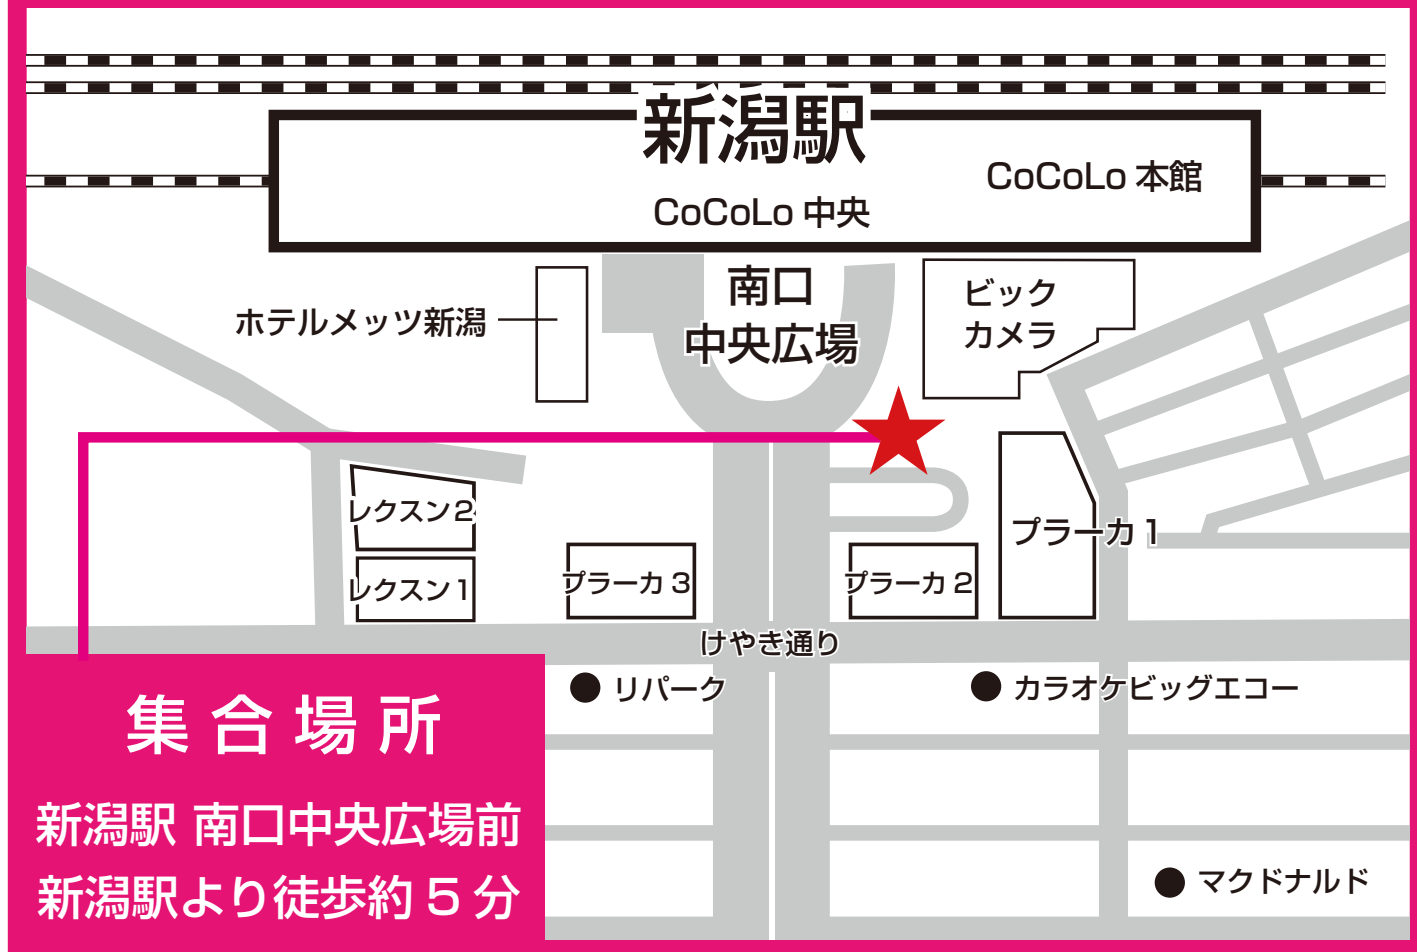 新潟駅
CoCoLo 本館
CoCoLo 中央
南口
中央広場
ビック
カメラ
ホテルメッツ新潟
レクスン2
レクスン1
プラーカ3
プラーカ2
プラーカ1
けやき通り
リパーク
カラオケビッグエコー
マクドナルド
集合場所
新潟駅 南口中央広場前
新潟駅より徒歩約5分